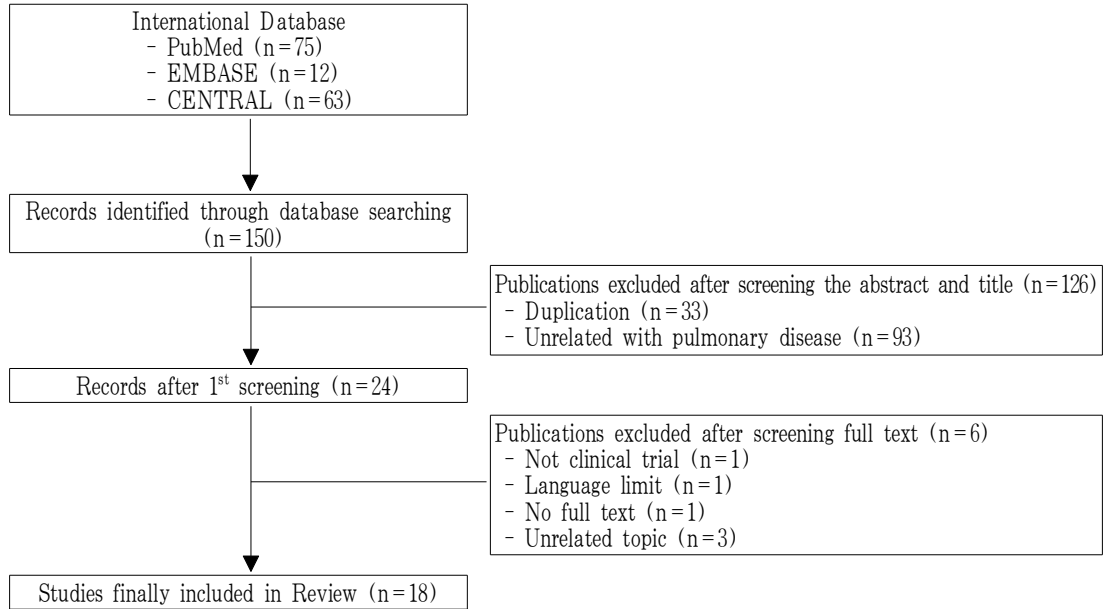 International Database
- PubMed (n=75)
- EMBASE (n=12)
- CENTRAL (n=63)
Records identified through database searching
(n=150)
Publications excluded after screening the abstract and title (n=126)
- Duplication (n=33)
- Unrelated with pulmonary disease (n=93)
Records after 1st screening (n=24)
Publications excluded after screening full text (n=6)
- Not clinical trial (n=1)
- Language limit (n=1)
- No full text (n=1)
- Unrelated topic (n=3)
Studies finally included in Review (n=18)